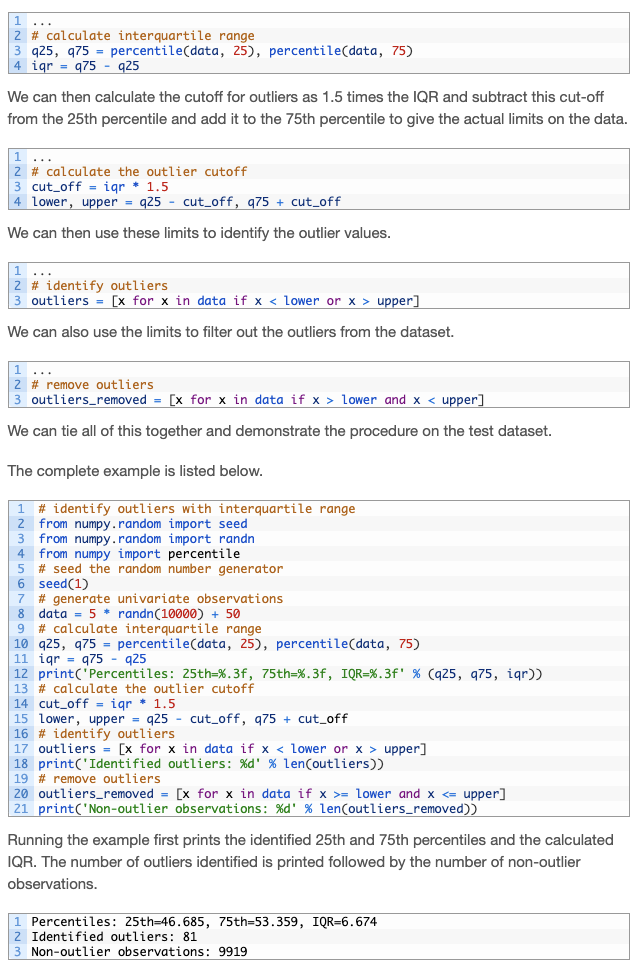 1 ...
2 # calculate interquartile range
3 q25, q75 = percentile(data, 25), percentile(data, 75)
4 iqr = q75 - q25
We can then calculate the cutoff for outliers as 1.5 times the IQR and subtract this cut-off
from the 25th percentile and add it to the 75th percentile to give the actual limits on the data.
1 ...
2 # calculate the outlier cutoff
3 cut_off = iqr * 1.5
4 lower, upper = q25 - cut_off, q75 + cut_off
We can then use these limits to identify the outlier values.
1 ...
2 # identify outliers
3 outliers = [x for x in data if x < lower or x > upper]
We can also use the limits to filter out the outliers from the dataset.
1 ...
2 # remove outliers
3 outliers_removed = [x for x in data if x > lower and x < upper]
We can tie all of this together and demonstrate the procedure on the test dataset.
The complete example is listed below.
1 # identify outliers with interquartile range
2 from numpy.random import seed
3 from numpy.random import randn
4 from numpy import percentile
5 # seed the random number generator
6 seed(1)
7 # generate univariate observations
8 data = 5 * randn(10000) + 50
9 # calculate interquartile range
10 q25, q75 = percentile(data, 25), percentile(data, 75)
11 iqr = q75 - q25
12 print('Percentiles: 25th=%.3f, 75th=%.3f, IQR=%.3f' % (q25, q75, iqr))
13 # calculate the outlier cutoff
14 cut_off = iqr * 1.5
15 lower, upper = q25 - cut_off, q75 + cut_off
16 # identify outliers
17 outliers = [x for x in data if x < lower or x > upper]
18 print('Identified outliers: %d' % len(outliers))
19 # remove outliers
20 outliers_removed = [x for x in data if x >= lower and x <= upper]
21 print('Non-outlier observations: %d' % len(outliers_removed))
Running the example first prints the identified 25th and 75th percentiles and the calculated
IQR. The number of outliers identified is printed followed by the number of non-outlier
observations.
1 Percentiles: 25th=46.685, 75th=53.359, IQR=6.674
2 Identified outliers: 81
3 Non-outlier observations: 9919